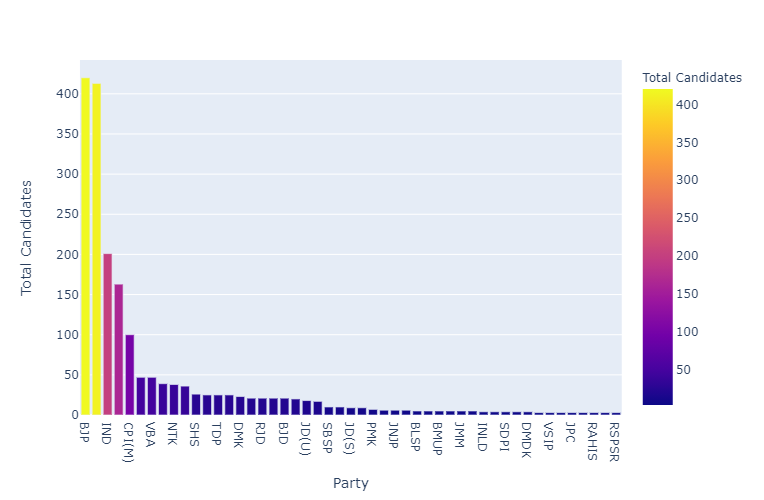 Total Candidates
400
350
300
250
200
150
100
50
0
Total Candidates
400
350
300
250
200
150
100
50
BJP
IND
CPI(M)
VBA
NTK
SHS
TDP
DMK
RJD
BJD
JD(U)
SBSP
JD(S)
PMK
JNJP
BLSP
BMUP
JMM
INLD
SDPI
DMDK
VSIP
JPC
RAHIS
RSPSR
Party